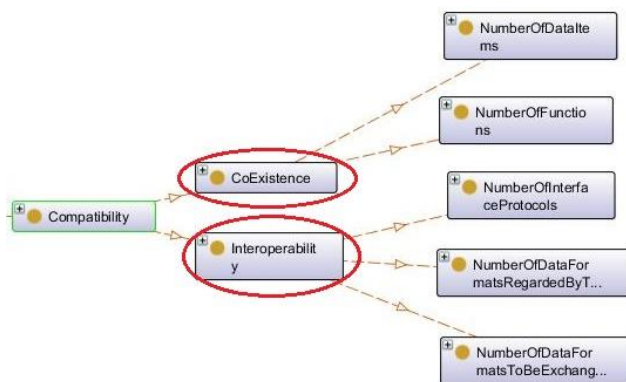 NumberOfDataIte
ms
NumberOfFunctio
ns
CoExistence
NumberOfInterfa
ceProtocols
Compatibility
Interoperabilit
y
NumberOfDataFor
matsRegardedByT...
NumberOfDataFor
matsToBeExchang...